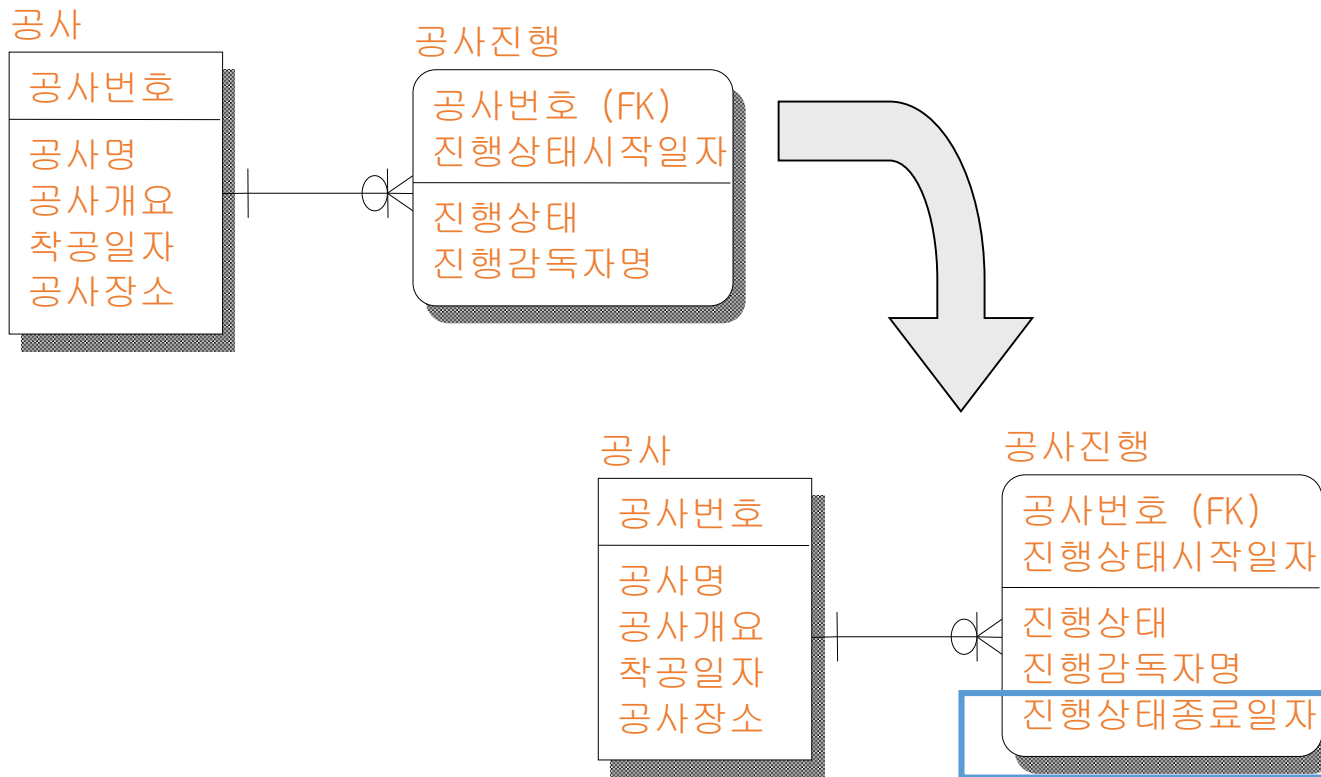 공사
공사번호
공사명
공사개요
착공일자
공사장소
공사진행
공사번호 (FK)
진행상태시작일자
진행상태
진행감독자명
공사
공사번호
공사명
공사개요
착공일자
공사장소
공사진행
공사번호 (FK)
진행상태시작일자
진행상태
진행감독자명
진행상태종료일자